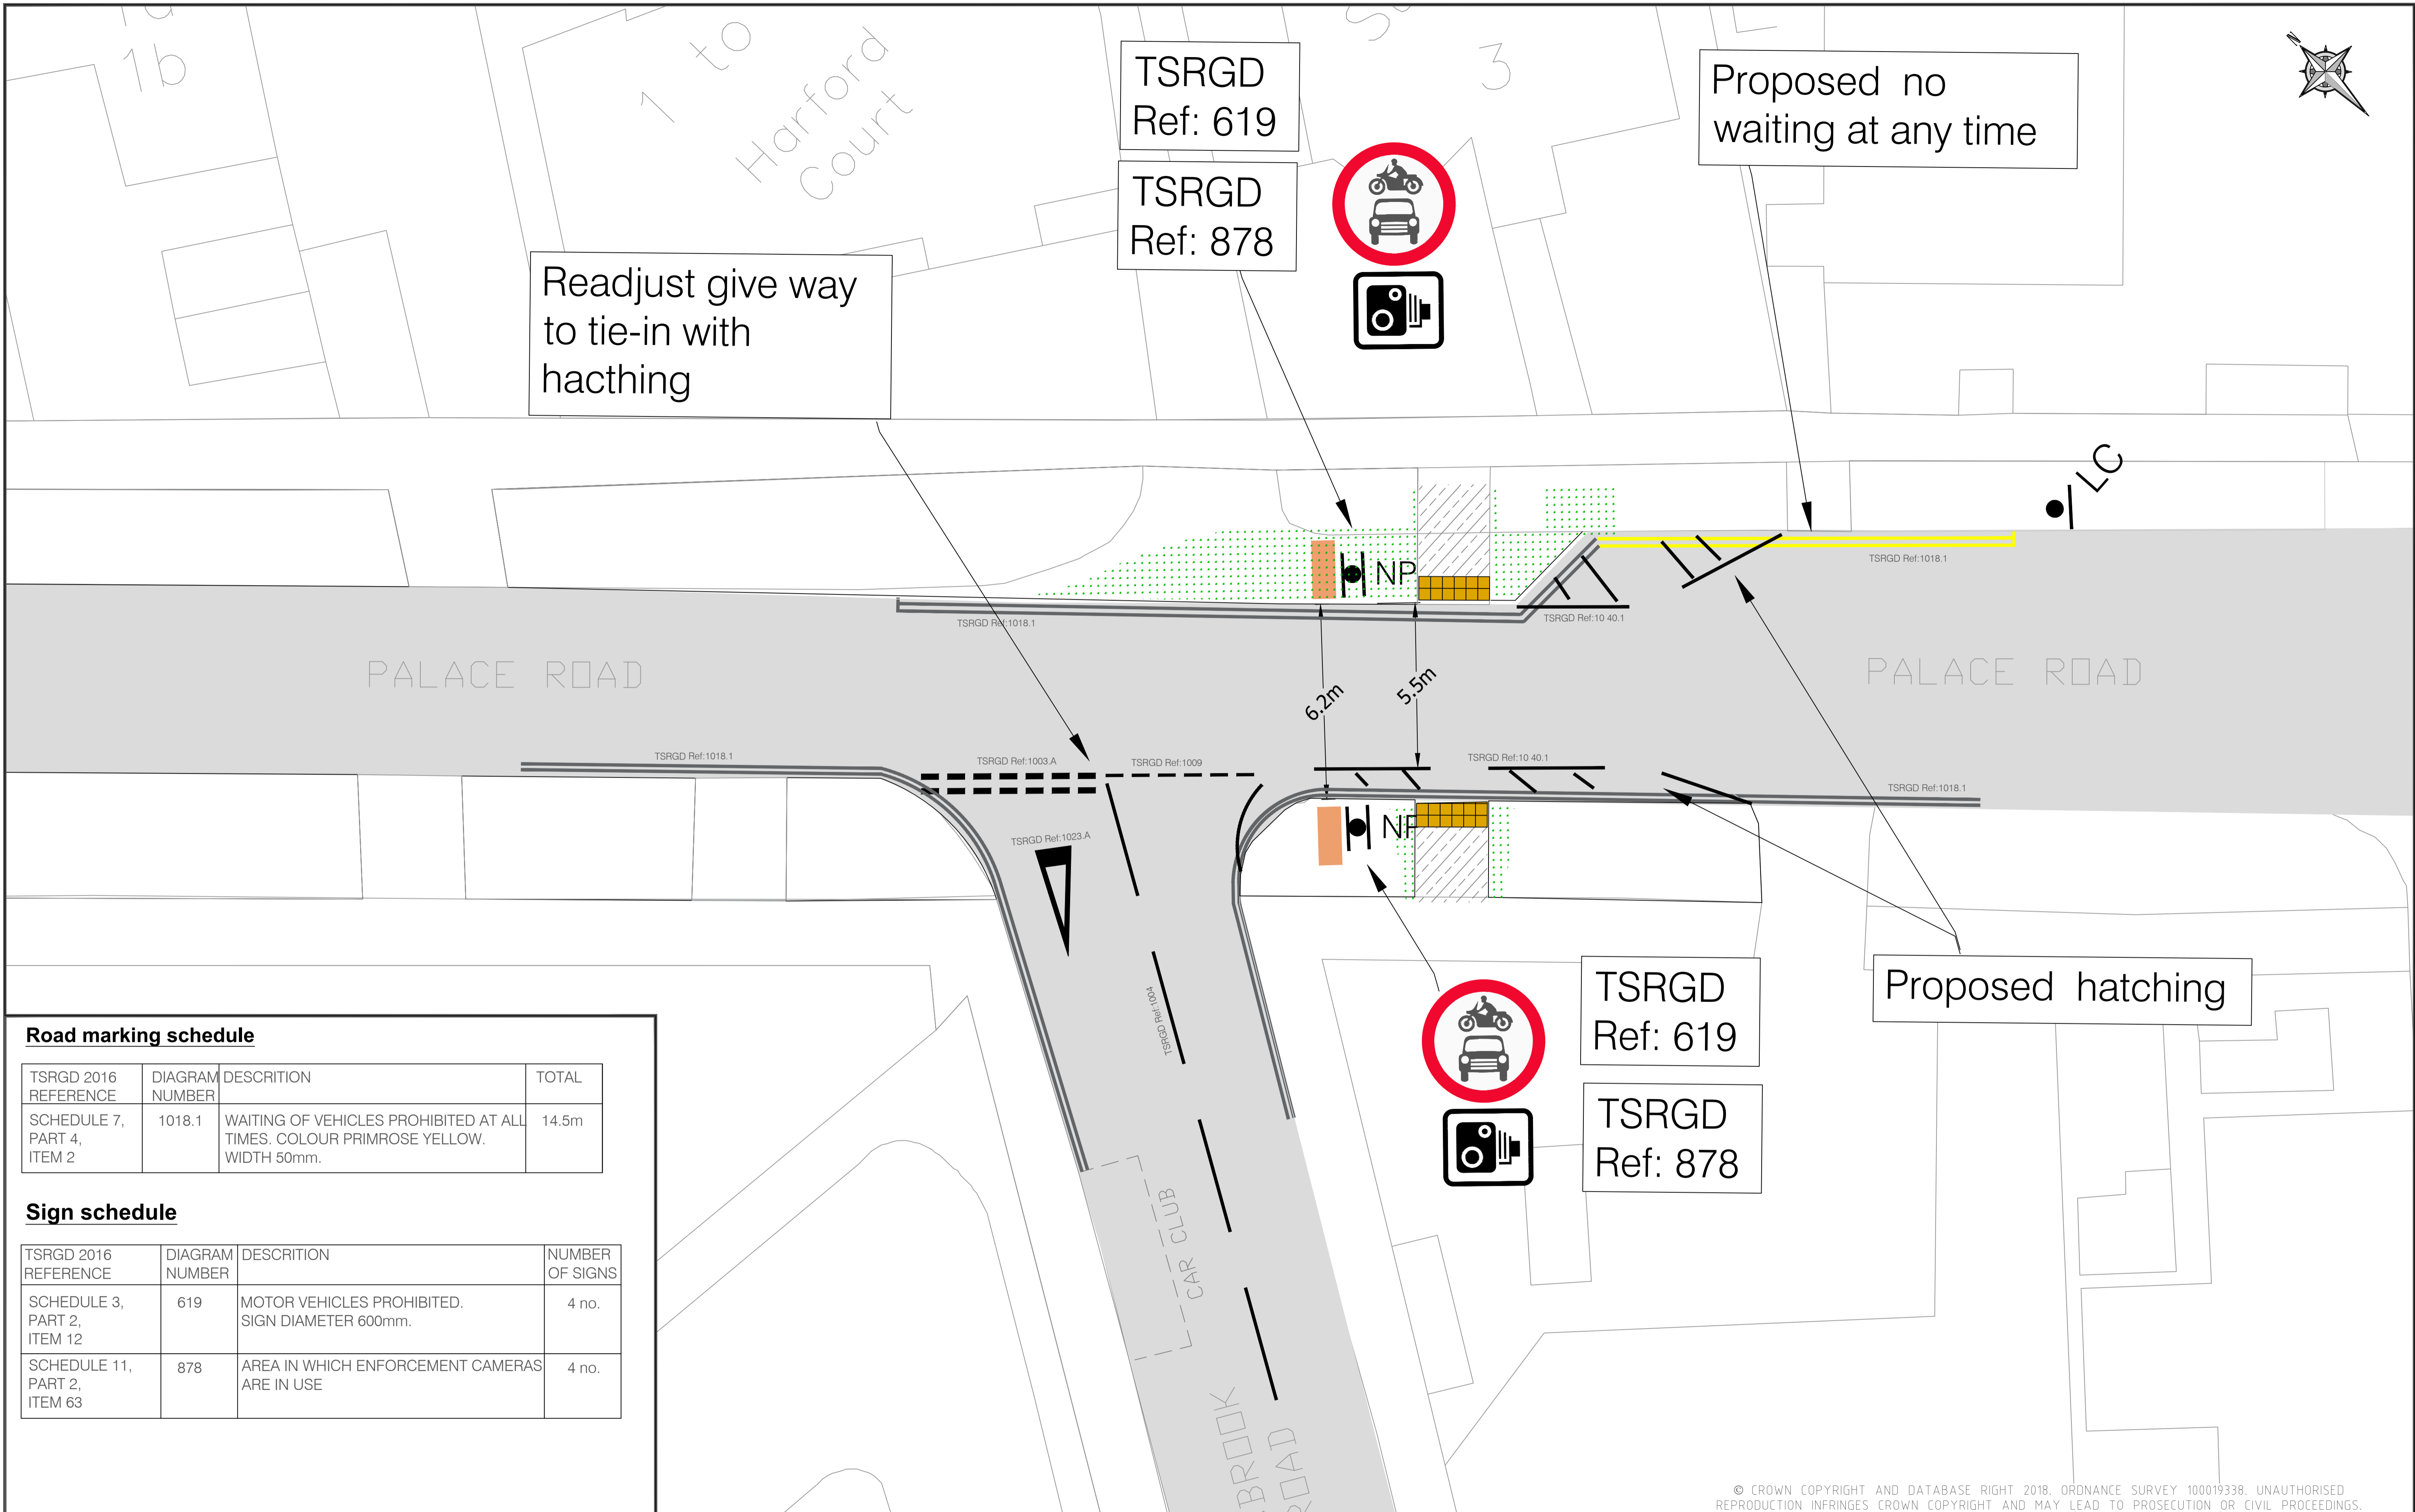 1b
1 to
Harford
Court
3
N
TSRGD
Ref: 619
TSRGD
Ref: 878
Proposed no
waiting at any time
Readjust give way
to tie-in with
hacthing
LC
NP
TSRGD Ref:1018.1
TSRGD Ref:1018.1
TSRGD Ref:10 40.1
PALACE ROAD
PALACE ROAD
6.2m
5.5m
TSRGD Ref:1018.1
TSRGD Ref:1003.A
TSRGD Ref:1009
TSRGD Ref:10 40.1
TSRGD Ref:1018.1
TSRGD Ref:1023.A
NP
TSRGD Ref:1004
TSRGD
Ref: 619
TSRGD
Ref: 878
Proposed hatching
CAR CLUB
BROOK
ROAD
Road marking schedule
TSRGD 2016 REFERENCE DIAGRAM NUMBER DESCRITION TOTAL
SCHEDULE 7, 1018.1 WAITING OF VEHICLES PROHIBITED AT ALL 14.5m
PART 4, TIMES. COLOUR PRIMROSE YELLOW.
ITEM 2 WIDTH 50mm.
Sign schedule
TSRGD 2016 REFERENCE DIAGRAM NUMBER DESCRITION NUMBER OF SIGNS
SCHEDULE 3, 619 MOTOR VEHICLES PROHIBITED. 4 no.
PART 2, SIGN DIAMETER 600mm.
ITEM 12
SCHEDULE 11, 878 AREA IN WHICH ENFORCEMENT CAMERAS 4 no.
PART 2, ARE IN USE
ITEM 63
© CROWN COPYRIGHT AND DATABASE RIGHT 2018. ORDNANCE SURVEY 100019338. UNAUTHORISED
REPRODUCTION INFRINGES CROWN COPYRIGHT AND MAY LEAD TO PROSECUTION OR CIVIL PROCEEDINGS.